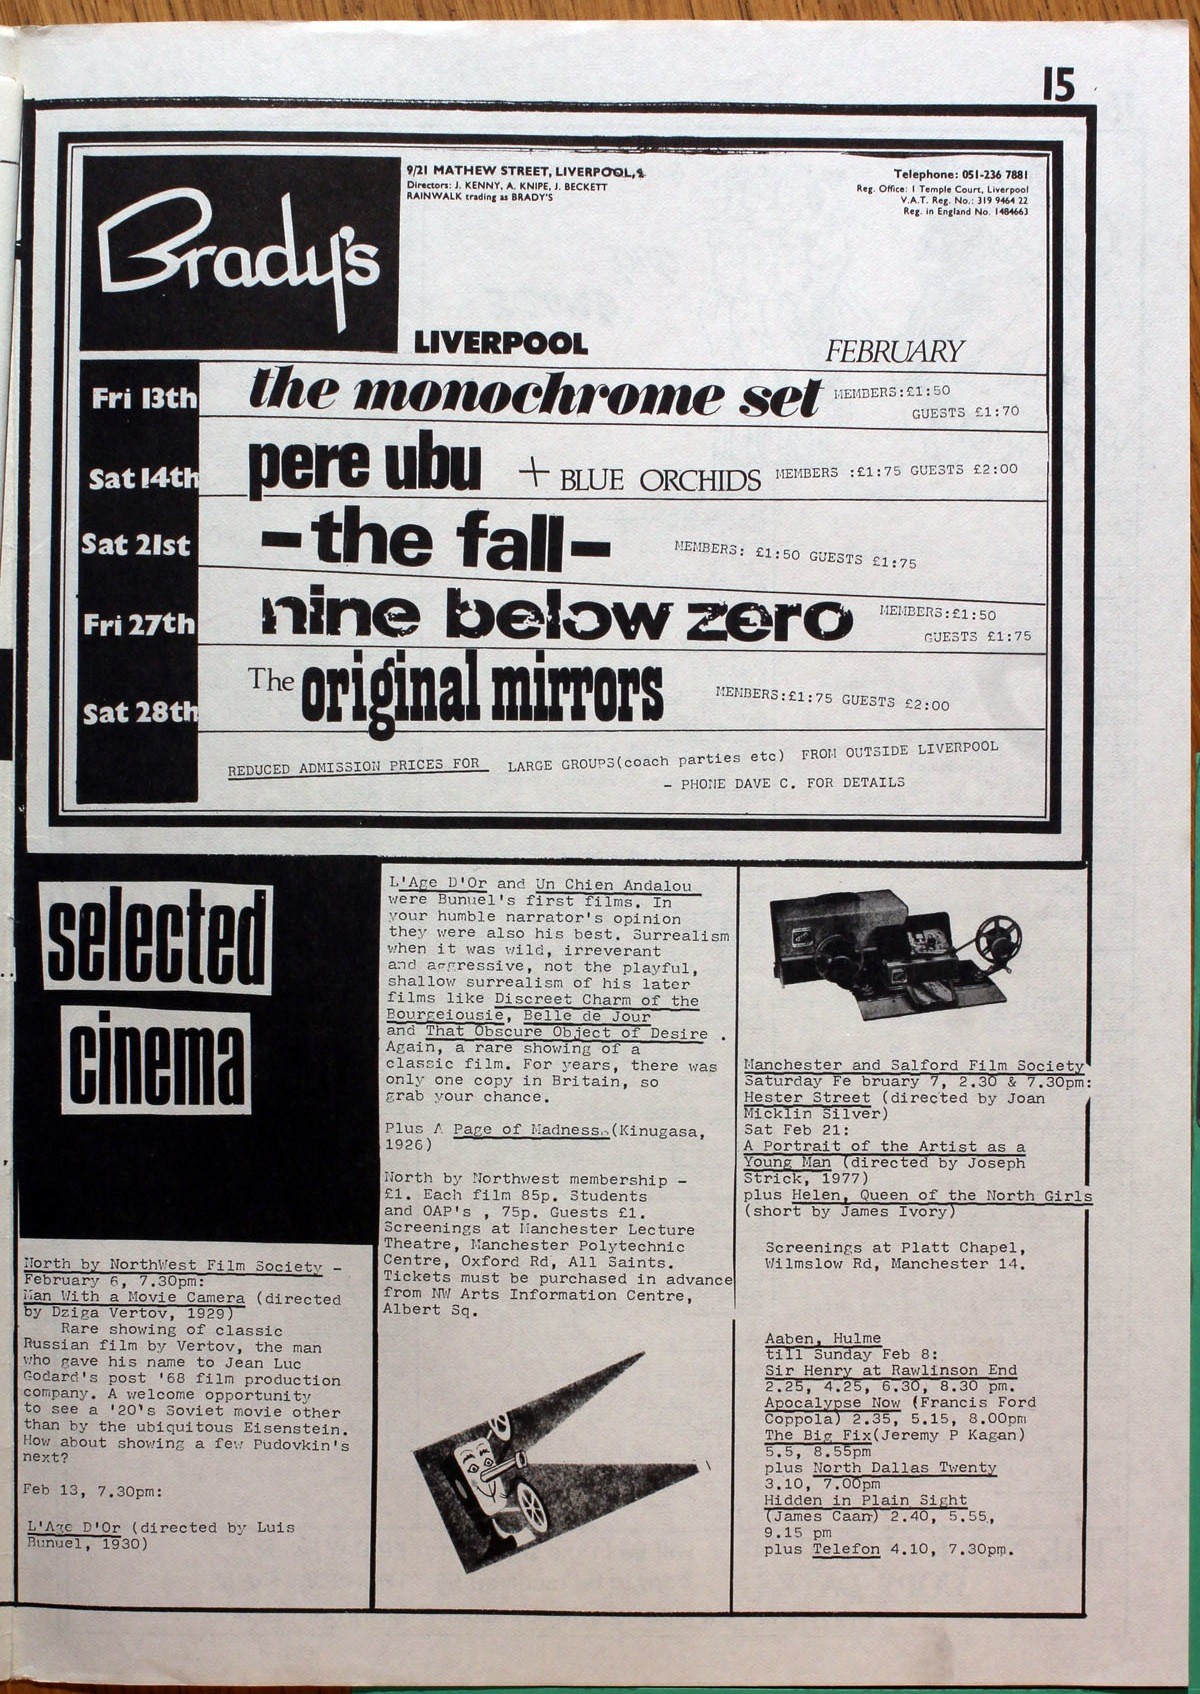 15
Brady's
9/21 MATHEW STREET, LIVERPOOL,2
Directors: J. KENNY, A. KNIPE, J. BECKETT
RAINWALK trading as BRADY'S
Telephone: 051-236 7881
Reg. Office: 1 Temple Court, Liverpool
V.A.T. Reg. No.: 319 9464 22
Reg. in England No. 1484663
LIVERPOOL
FEBRUARY
Fri 13th the monochrome set MEMBERS:£1:50
GUESTS £1:70
Sat 14th pere ubu + BLUE ORCHIDS MEMBERS :£1:75 GUESTS £2:00
Sat 21st -the fall- MEMBERS: £1:50 GUESTS £1:75
Fri 27th nine below zero MEMBERS:£1:50
GUESTS £1:75
Sat 28th The original mirrors MEMBERS:£1:75 GUESTS £2:00
REDUCED ADMISSION PRICES FOR LARGE GROUPS(coach parties etc) FROM OUTSIDE LIVERPOOL
- PHONE DAVE C. FOR DETAILS
selected
cinema
North by NorthWest Film Society -
February 6, 7.30pm:
Man With a Movie Camera (directed
by Dziga Vertov, 1929)
Rare showing of classic
Russian film by Vertov, the man
who gave his name to Jean Luc
Godard's post '68 film production
company. A welcome opportunity
to see a '20's Soviet movie other
than by the ubiquitous Eisenstein.
How about showing a few Pudovkin's
next?
Feb 13, 7.30pm:
L'Age D'Or (directed by Luis
Bunuel, 1930)
L'Age D'Or and Un Chien Andalou
were Bunuel's first films. In
your humble narrator's opinion
they were also his best. Surrealism
when it was wild, irreverant
and aggressive, not the playful,
shallow surrealism of his later
films like Discreet Charm of the
Bourgeiousie, Belle de Jour
and That Obscure Object of Desire .
Again, a rare showing of a
classic film. For years, there was
only one copy in Britain, so
grab your chance.
Plus A Page of Madness.(Kinugasa,
1926)
North by Northwest membership -
£1. Each film 85p. Students
and OAP's , 75p. Guests £1.
Screenings at Manchester Lecture
Theatre, Manchester Polytechnic
Centre, Oxford Rd, All Saints.
Tickets must be purchased in advance
from NW Arts Information Centre,
Albert Sq.
Manchester and Salford Film Society
Saturday Fe bruary 7, 2.30 & 7.30pm:
Hester Street (directed by Joan
Micklin Silver)
Sat Feb 21:
A Portrait of the Artist as a
Young Man (directed by Joseph
Strick, 1977)
plus Helen, Queen of the North Girls
(short by James Ivory)
Screenings at Platt Chapel,
Wilmslow Rd, Manchester 14.
Aaben, Hulme
till Sunday Feb 8:
Sir Henry at Rawlinson End
2.25, 4.25, 6.30, 8.30 pm.
Apocalypse Now (Francis Ford
Coppola) 2.35, 5.15, 8.00pm
The Big Fix(Jeremy P Kagan)
5.5, 8.55pm
plus North Dallas Twenty
3.10, 7.00pm
Hidden in Plain Sight
(James Caan) 2.40, 5.55,
9.15 pm
plus Telefon 4.10, 7.30pm.